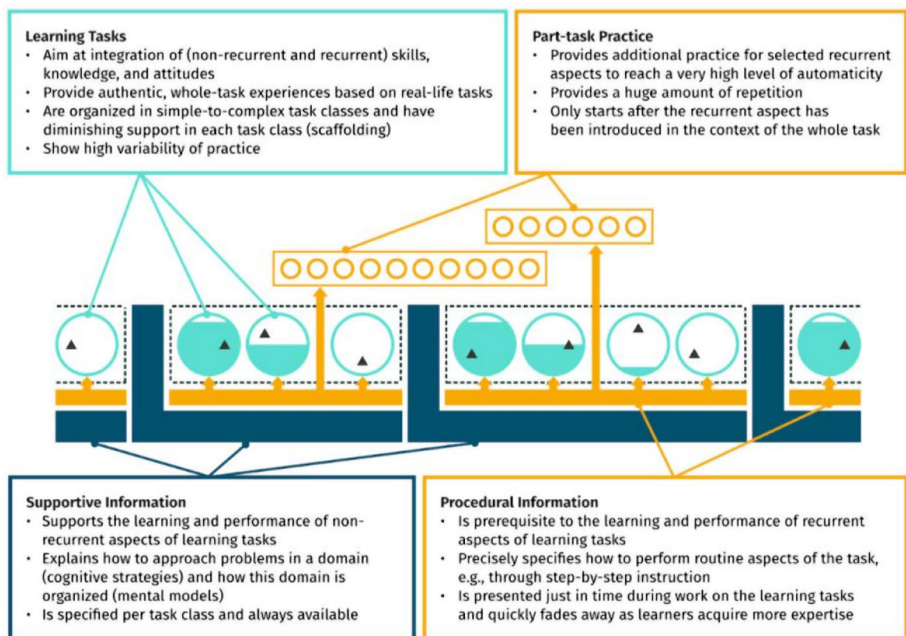 Learning Tasks
• Aim at integration of (non-recurrent and recurrent) skills,
knowledge, and attitudes
• Provide authentic, whole-task experiences based on real-life tasks
• Are organized in simple-to-complex task classes and have
diminishing support in each task class (scaffolding)
• Show high variability of practice
Part-task Practice
• Provides additional practice for selected recurrent
aspects to reach a very high level of automaticity
• Provides a huge amount of repetition
• Only starts after the recurrent aspect has
been introduced in the context of the whole task
Supportive Information
• Supports the learning and performance of non-
recurrent aspects of learning tasks
• Explains how to approach problems in a domain
(cognitive strategies) and how this domain is
organized (mental models)
• Is specified per task class and always available
Procedural Information
• Is prerequisite to the learning and performance of recurrent
aspects of learning tasks
• Precisely specifies how to perform routine aspects of the task,
e.g., through step-by-step instruction
• Is presented just in time during work on the learning tasks
and quickly fades away as learners acquire more expertise